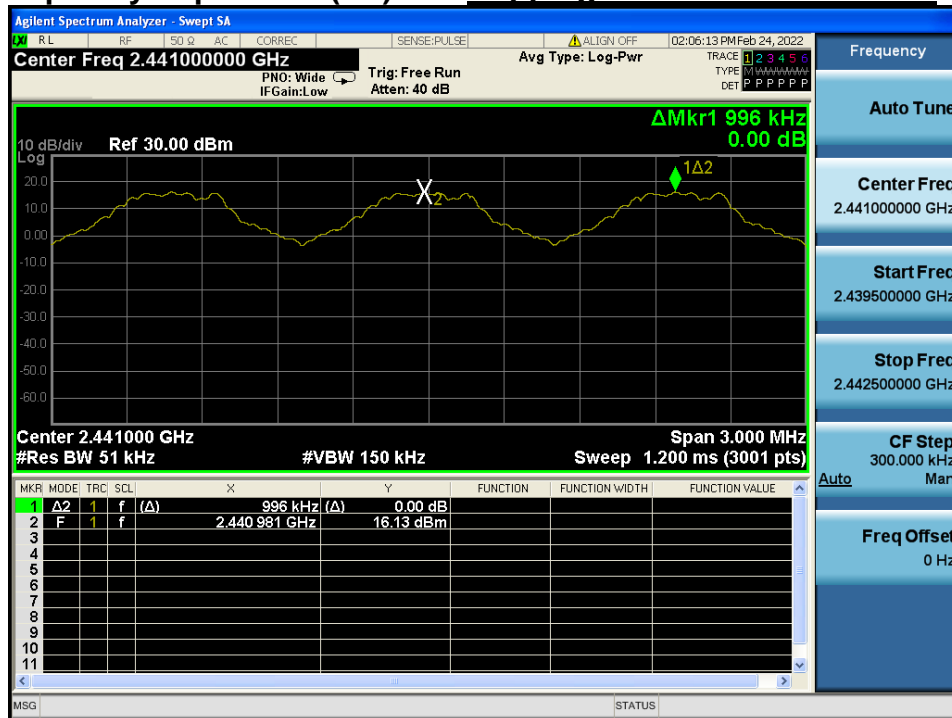 Agilent Spectrum Analyzer - Swept SA
LXI RL RF 50 Ω AC CORREC SENSE:PULSE ALIGN OFF 02:06:13 PM Feb 24, 2022
Center Freq 2.441000000 GHz
PNO: Wide
IFGain:Low
Trig: Free Run
Atten: 40 dB
Avg Type: Log-Pwr
TRACE 1 2 3 4 5 6
TYPE M W W W W W
DET P P P P P P
ΔMkr1 996 kHz
0.00 dB
10 dB/div Ref 30.00 dBm
Log
20.0
10.0
0.00
-10.0
-20.0
-30.0
-40.0
-50.0
-60.0
1Δ2
X2
Center 2.441000 GHz Span 3.000 MHz
#Res BW 51 kHz #VBW 150 kHz Sweep 1.200 ms (3001 pts)
MKR MODE TRC SCL X Y FUNCTION FUNCTION WIDTH FUNCTION VALUE
1 Δ2 1 f (Δ) 996 kHz (Δ) 0.00 dB
2 F 1 f 2.440 981 GHz 16.13 dBm
3
4
5
6
7
8
9
10
11
MSG STATUS
Frequency
Auto Tune
Center Freq
2.441000000 GHz
Start Freq
2.439500000 GHz
Stop Freq
2.442500000 GHz
CF Step
300.000 kHz
Auto Man
Freq Offset
0 Hz